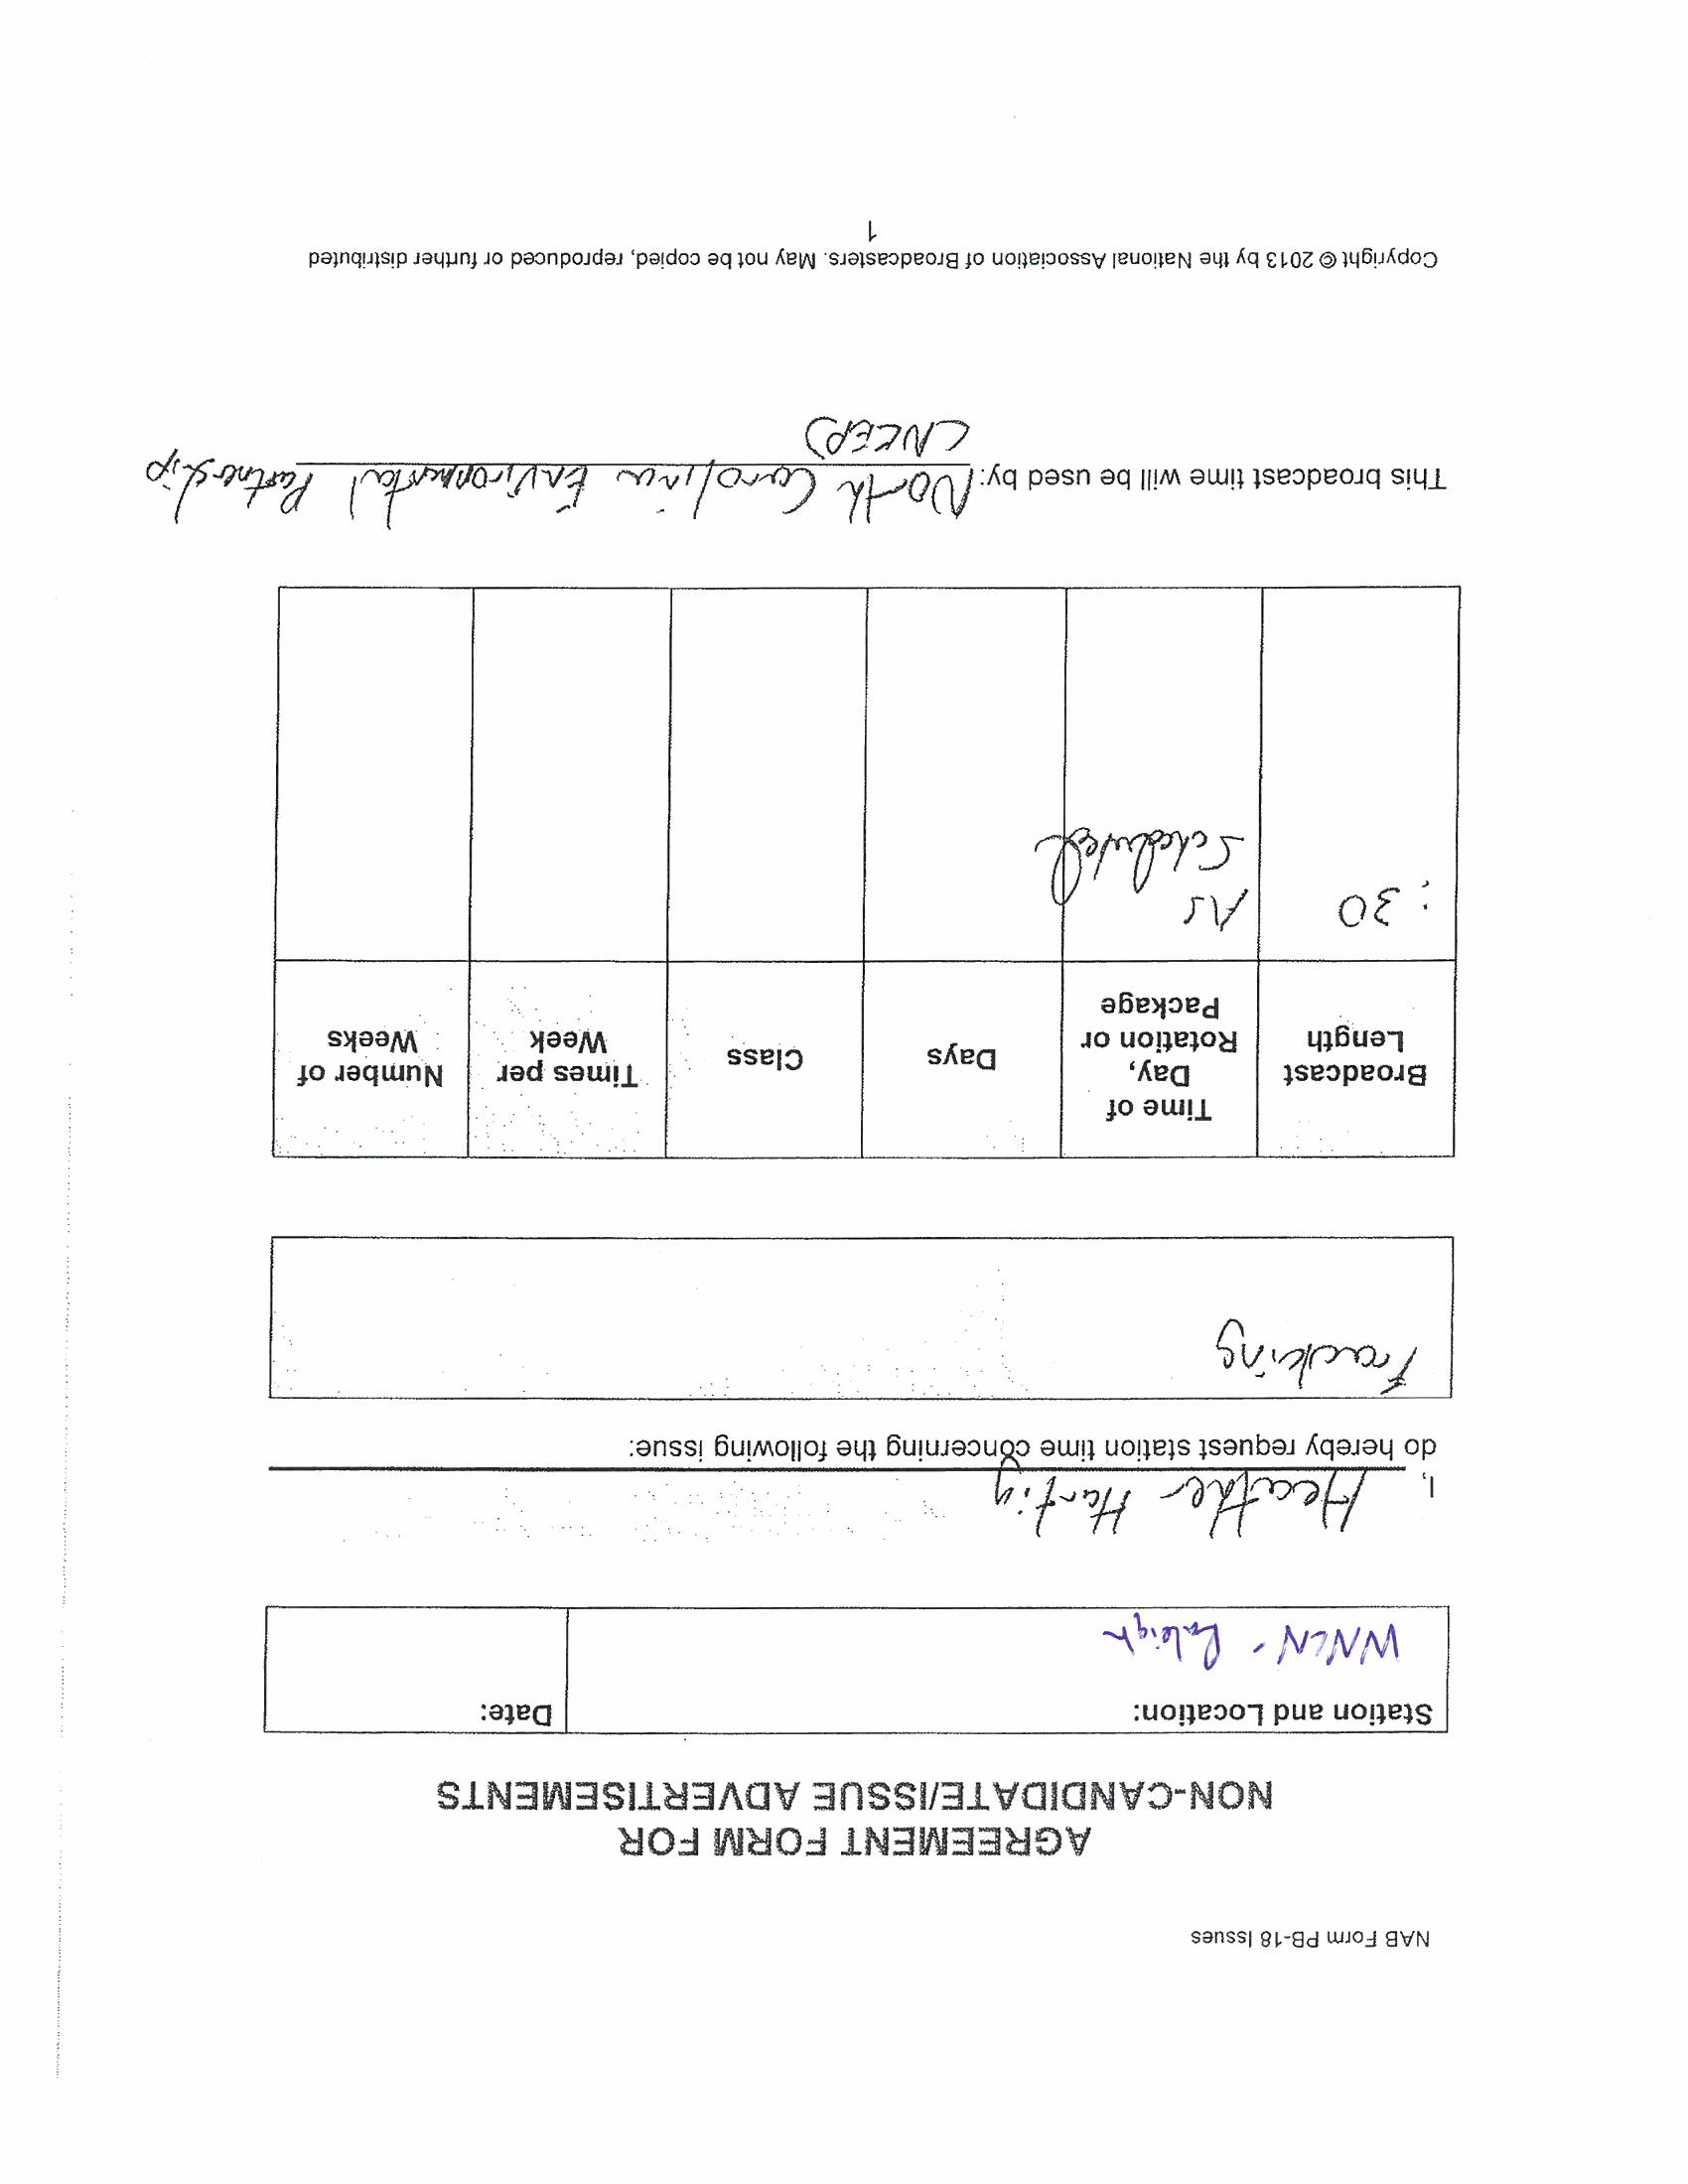 NAB Form PB-18 Issues
AGREEMENT FORM FOR
NON-CANDIDATE/ISSUE ADVERTISEMENTS
Station and Location:
WNCN - Raleigh
Date:
I, Heather Hartig
do hereby request station time concerning the following issue:
Fracking
Broadcast
Length
Time of
Day,
Rotation or
Package
Days
Class
Times per
Week
Number of
Weeks
:30
As
Scheduled
This broadcast time will be used by: North Carolina Environmental Partnership
(NCEP)
Copyright © 2013 by the National Association of Broadcasters. May not be copied, reproduced or further distributed
1